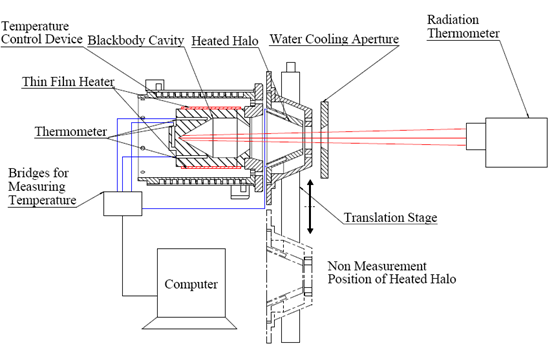 Temperature
Control Device
Blackbody Cavity
Heated Halo
Water Cooling Aperture
Radiation
Thermometer
Thin Film Heater
Thermometer
Bridges for
Measuring
Temperature
Translation Stage
Computer
Non Measurement
Position of Heated Halo